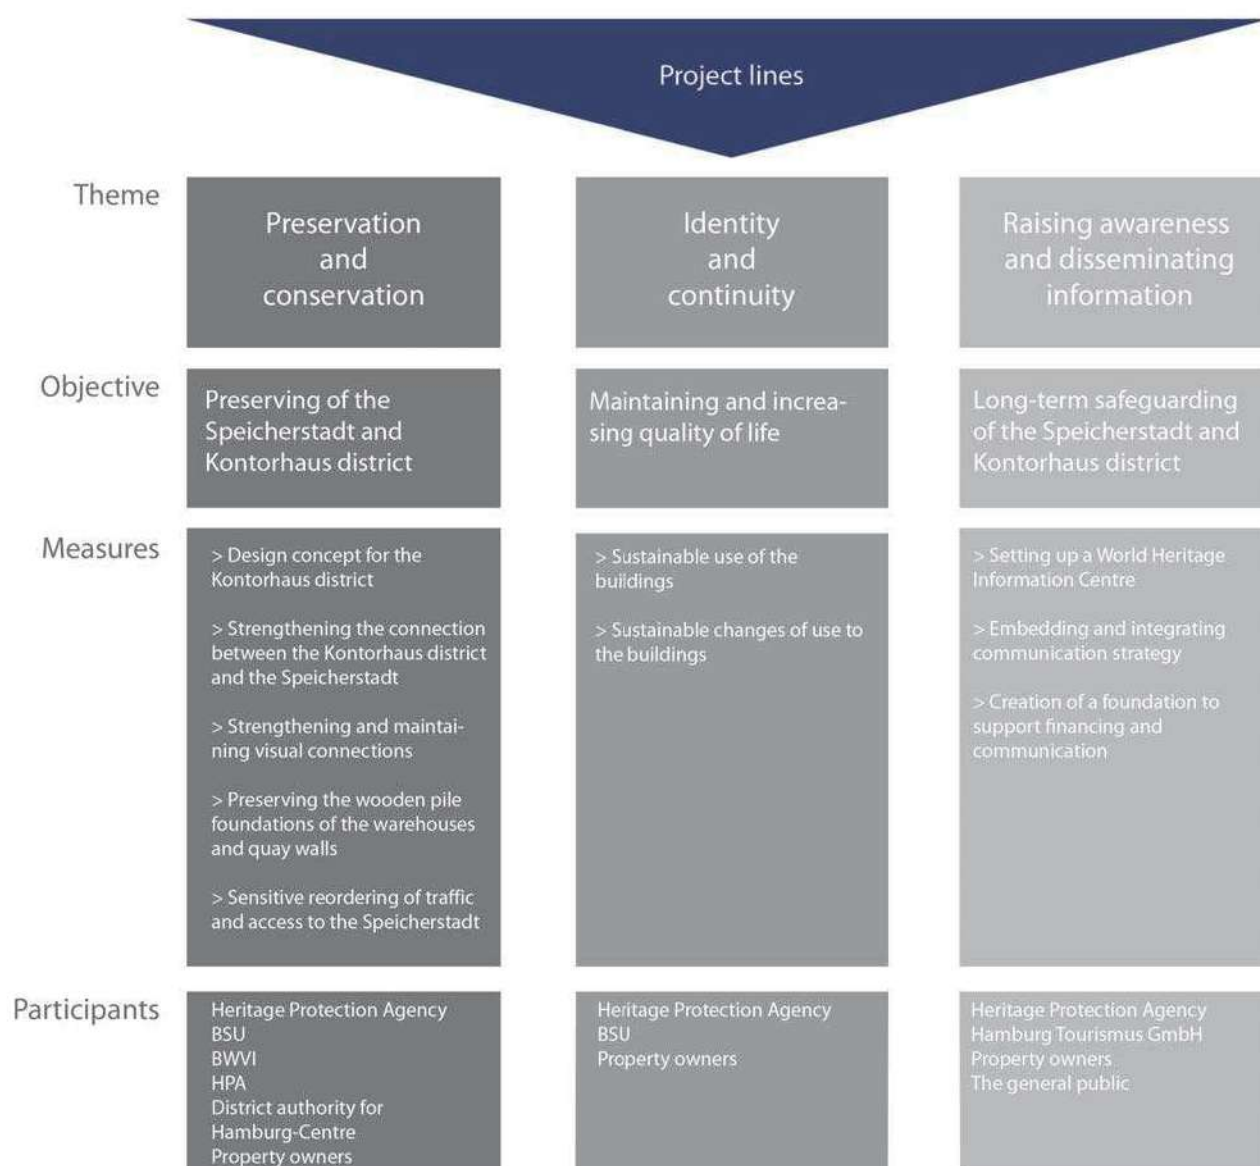 Project lines
Theme
Preservation
and
conservation
Identity
and
continuity
Raising awareness
and disseminating
information
Objective
Preserving of the
Speicherstadt and
Kontorhaus district
Maintaining and increa-
sing quality of life
Long-term safeguarding
of the Speicherstadt and
Kontorhaus district
Measures
> Design concept for the
Kontorhaus district
> Strengthening the connection
between the Kontorhaus district
and the Speicherstadt
> Strengthening and maintai-
ning visual connections
> Preserving the wooden pile
foundations of the warehouses
and quay walls
> Sensitive reordering of traffic
and access to the Speicherstadt
> Sustainable use of the
buildings
> Sustainable changes of use to
the buildings
> Setting up a World Heritage
Information Centre
> Embedding and integrating
communication strategy
> Creation of a foundation to
support financing and
communication
Participants
Heritage Protection Agency
BSU
BWVI
HPA
District authority for
Hamburg-Centre
Property owners
Heritage Protection Agency
BSU
Property owners
Heritage Protection Agency
Hamburg Tourismus GmbH
Property owners
The general public